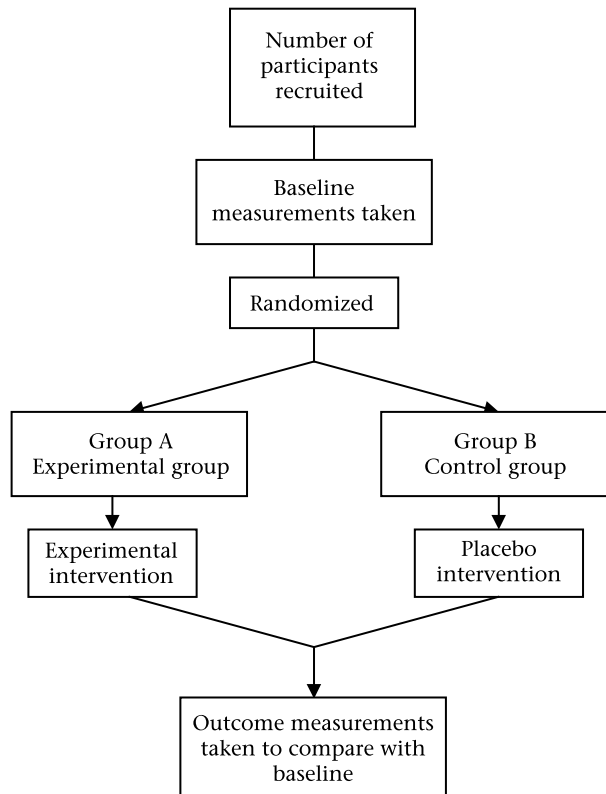 Number of
participants
recruited
Baseline
measurements taken
Randomized
Group A
Experimental group
Group B
Control group
Experimental
intervention
Placebo
intervention
Outcome measurements
taken to compare with
baseline